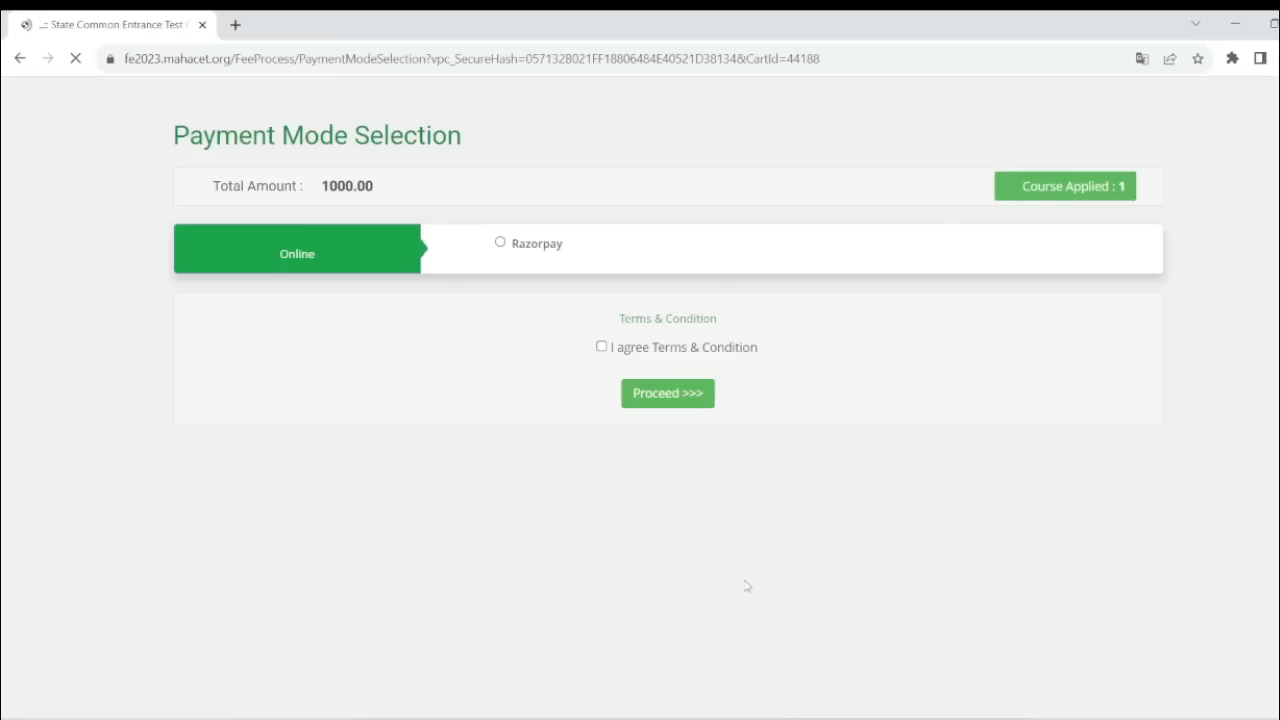 ..:: State Common Entrance Test
fe2023.mahacet.org/FeeProcess/PaymentModeSelection?vpc_SecureHash=057132B021FF18806484E40521D38134&CartId=44188
Payment Mode Selection
Total Amount : 1000.00
Course Applied : 1
Online
Razorpay
Terms & Condition
I agree Terms & Condition
Proceed >>>